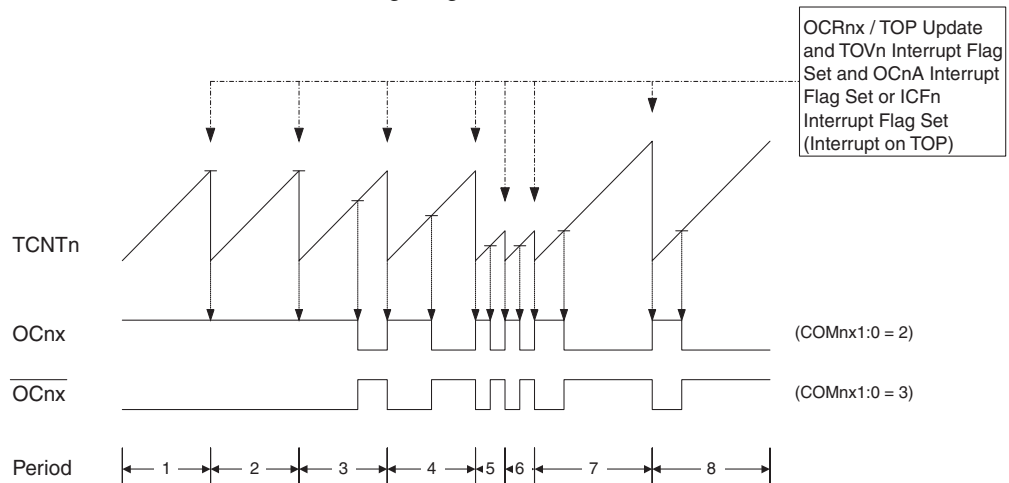 OCRnx / TOP Update
and TOVn Interrupt Flag
Set and OCnA Interrupt
Flag Set or ICFn
Interrupt Flag Set
(Interrupt on TOP)
TCNTn
OCnx
(COMnx1:0 = 2)
OCnx
(COMnx1:0 = 3)
Period
1 2 3 4 5 6 7 8